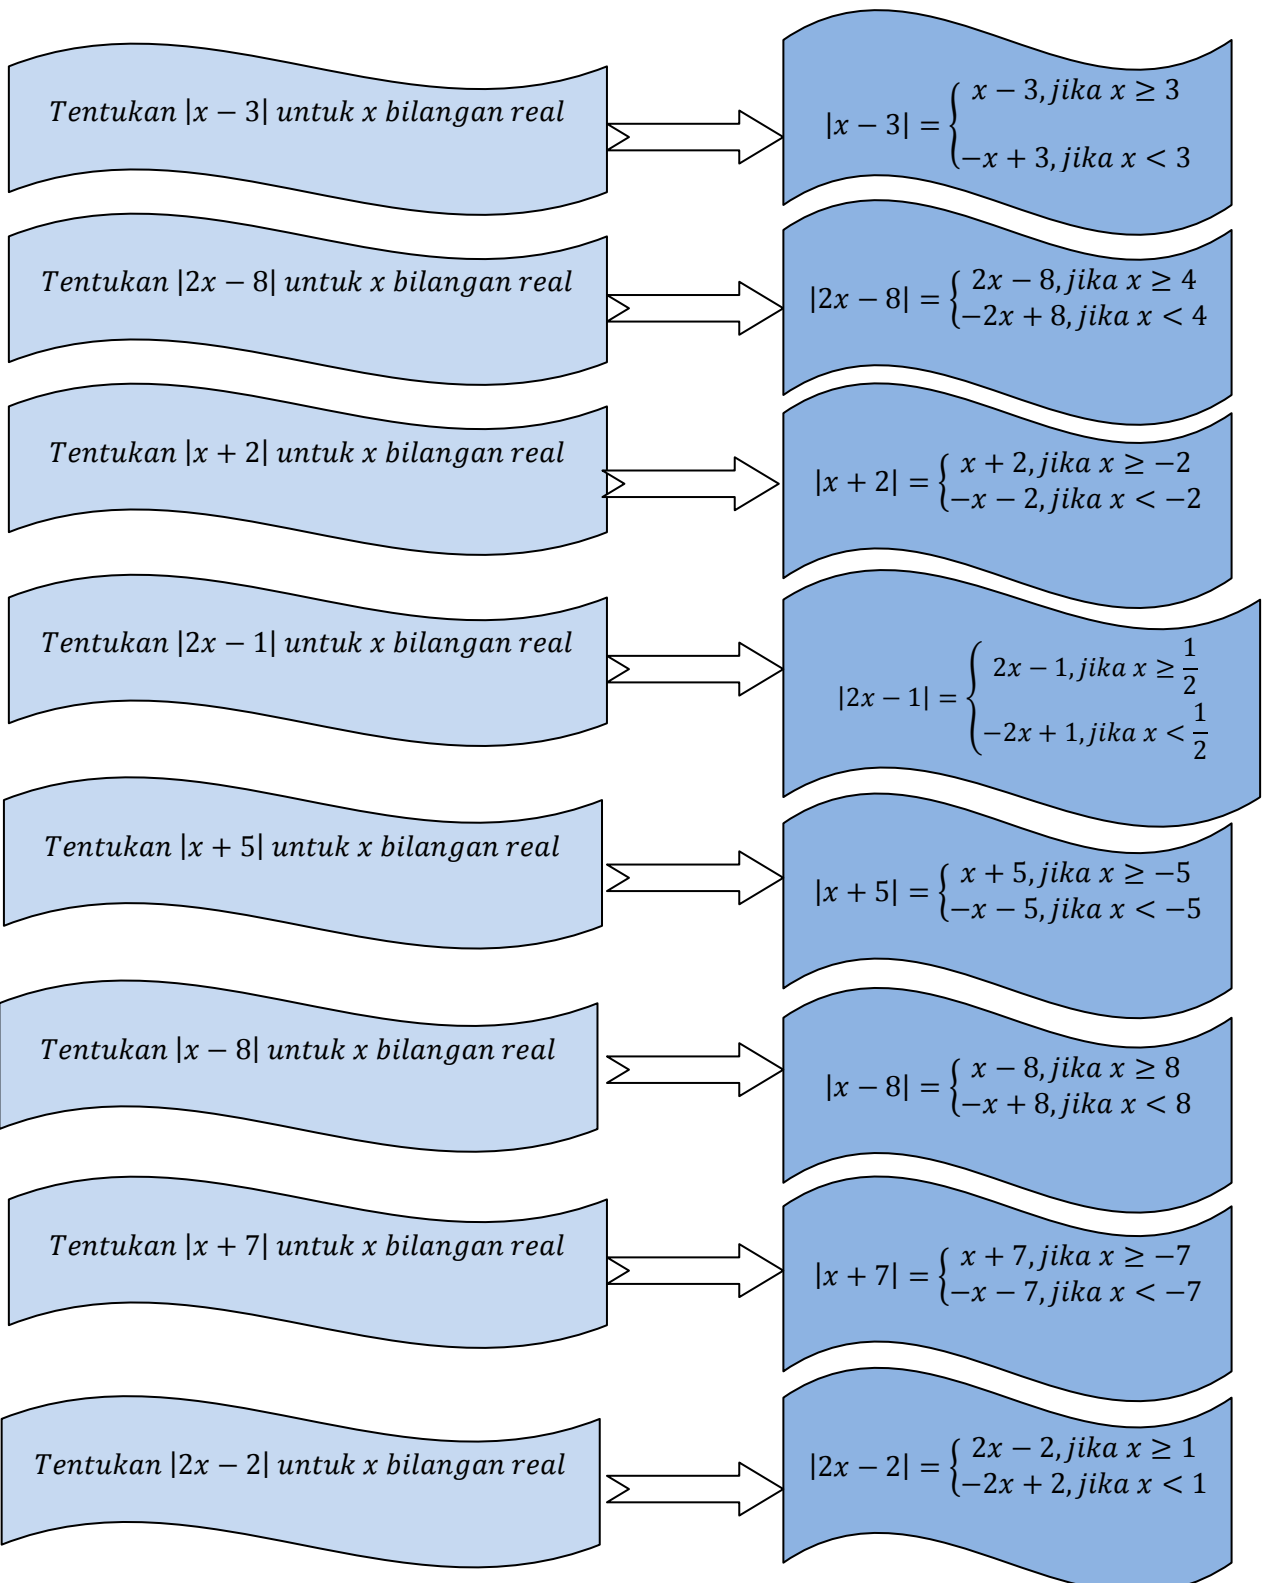 Tentukan |x − 3| untuk x bilangan real
|x − 3| = { x − 3, jika x ≥ 3
−x + 3, jika x < 3
Tentukan |2x − 8| untuk x bilangan real
|2x − 8| = { 2x − 8, jika x ≥ 4
−2x + 8, jika x < 4
Tentukan |x + 2| untuk x bilangan real
|x + 2| = { x + 2, jika x ≥ −2
−x − 2, jika x < −2
Tentukan |2x − 1| untuk x bilangan real
|2x − 1| = { 2x − 1, jika x ≥ 1/2
−2x + 1, jika x < 1/2
Tentukan |x + 5| untuk x bilangan real
|x + 5| = { x + 5, jika x ≥ −5
−x − 5, jika x < −5
Tentukan |x − 8| untuk x bilangan real
|x − 8| = { x − 8, jika x ≥ 8
−x + 8, jika x < 8
Tentukan |x + 7| untuk x bilangan real
|x + 7| = { x + 7, jika x ≥ −7
−x − 7, jika x < −7
Tentukan |2x − 2| untuk x bilangan real
|2x − 2| = { 2x − 2, jika x ≥ 1
−2x + 2, jika x < 1